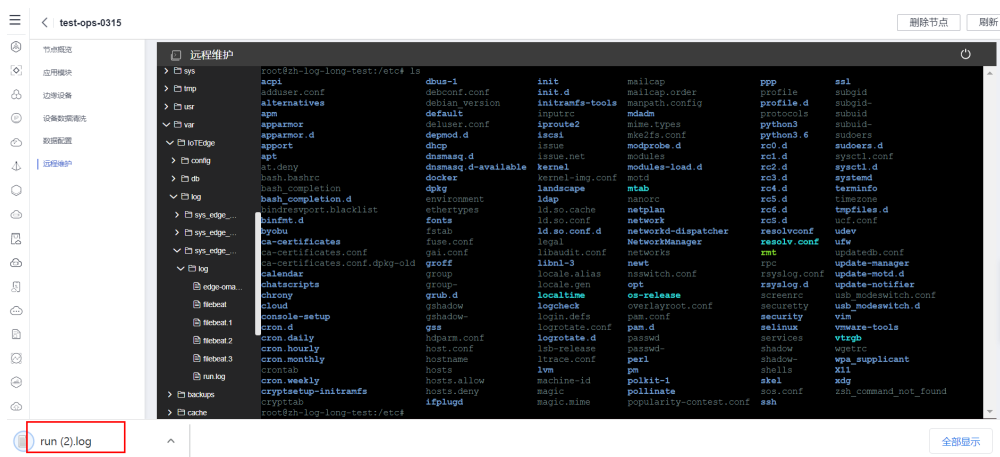 test-ops-0315
删除节点
刷新
节点概览
应用模块
边缘设备
设备数据清洗
数据配置
远程维护
远程维护
sys
tmp
usr
var
IoTEdge
config
db
log
sys_edge_...
sys_edge_...
sys_edge_...
log
edge-oma...
filebeat
filebeat.1
filebeat.2
filebeat.3
run.log
backups
cache
root@zh-log-long-test:/etc# ls
acpi dbus-1 init mailcap ppp ssl
adduser.conf debconf.conf init.d mailcap.order profile subgid
alternatives debian_version initramfs-tools manpath.config profile.d subgid-
apm default inputrc mdadm protocols subuid
apparmor deluser.conf iproute2 mime.types python3 subuid-
apparmor.d depmod.d iscsi mke2fs.conf python3.6 sudoers
apport dhcp issue modprobe.d rc0.d sudoers.d
apt dnsmasq.d issue.net modules rc1.d sysctl.conf
at.deny dnsmasq.d-available kernel modules-load.d rc2.d sysctl.d
bash.bashrc docker kernel-img.conf motd rc3.d systemd
bash_completion dpkg landscape mtab rc4.d terminfo
bash_completion.d environment ldap nanorc rc5.d timezone
bindresvport.blacklist ethertypes ld.so.cache netplan rc6.d tmpfiles.d
binfmt.d fonts ld.so.conf network rcS.d ucf.conf
byobu fstab ld.so.conf.d networkd-dispatcher resolvconf udev
ca-certificates fuse.conf legal NetworkManager resolv.conf ufw
ca-certificates.conf gai.conf libaudit.conf networks rmt updatedb.conf
ca-certificates.conf.dpkg-old groff libnl-3 newt rpc update-manager
calendar group locale.alias nsswitch.conf rsyslog.conf update-motd.d
chatscripts group- locale.gen opt rsyslog.d update-notifier
chrony grub.d localtime os-release screenrc usb_modeswitch.conf
cloud gshadow logcheck overlayroot.conf securetty usb_modeswitch.d
console-setup gshadow- login.defs pam.conf security vim
cron.d gss logrotate.conf pam.d selinux vmware-tools
cron.daily hdparm.conf logrotate.d passwd services vtrgb
cron.hourly host.conf lsb-release passwd- shadow wgetrc
cron.monthly hostname ltrace.conf perl shadow- wpa_supplicant
crontab hosts lvm pm shells X11
cron.weekly hosts.allow machine-id polkit-1 skel xdg
cryptsetup-initramfs hosts.deny magic pollinate sos.conf zsh_command_not_found
crypttab ifplugd magic.mime popularity-contest.conf ssh
root@zh-log-long-test:/etc#
run (2).log
全部显示